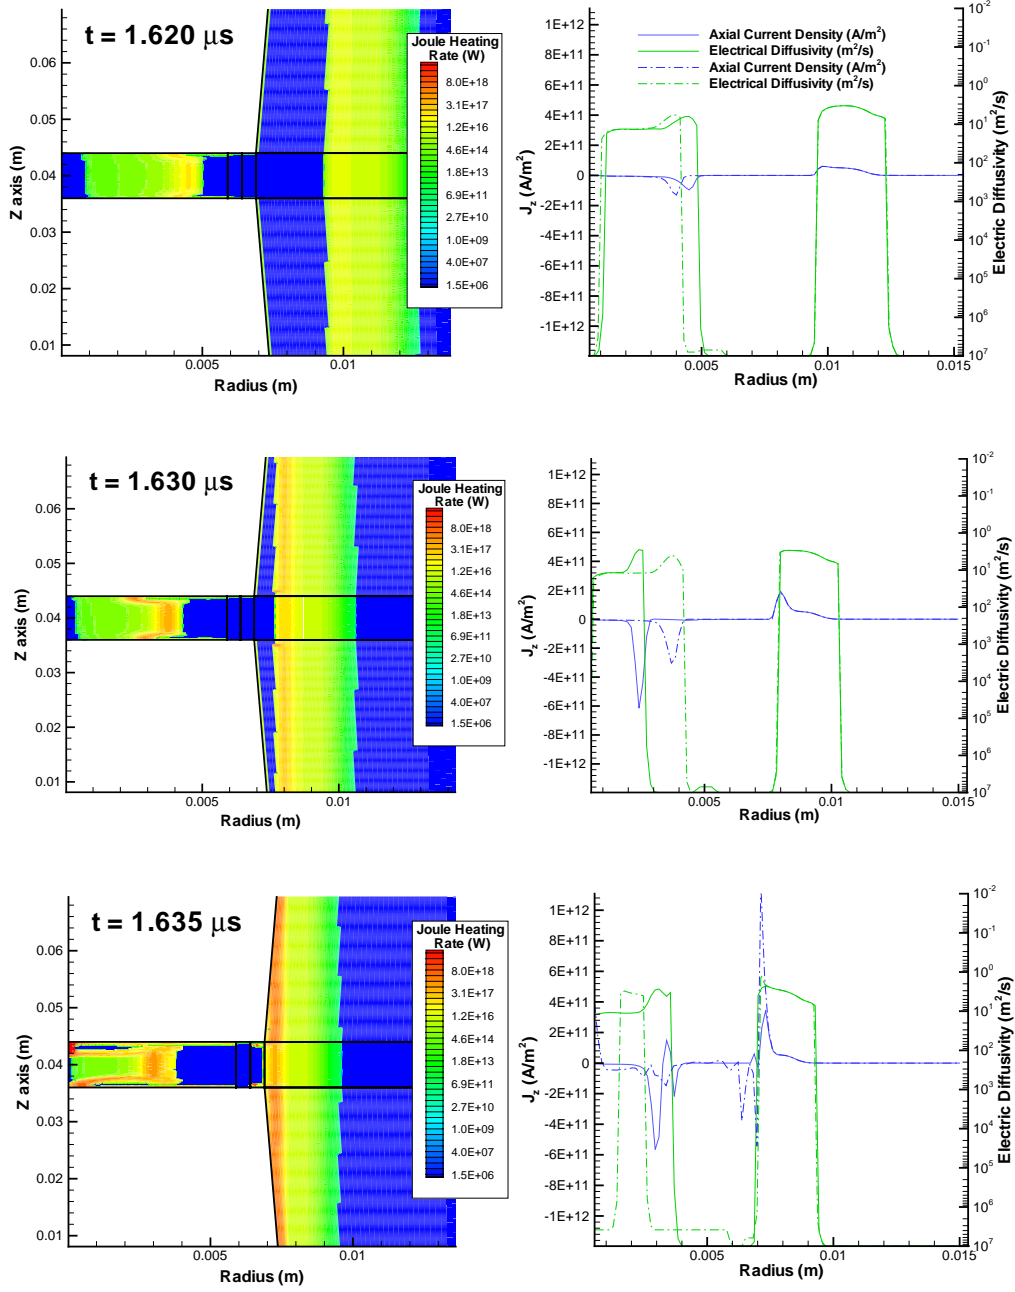 t = 1.620 μs
Joule Heating
Rate (W)
8.0E+18
3.1E+17
1.2E+16
4.6E+14
1.8E+13
6.9E+11
2.7E+10
1.0E+09
4.0E+07
1.5E+06
0.06
0.05
0.04
0.03
0.02
0.01
Z axis (m)
0.005
0.01
Radius (m)
Axial Current Density (A/m²)
Electrical Diffusivity (m²/s)
Axial Current Density (A/m²)
Electrical Diffusivity (m²/s)
1E+12
8E+11
6E+11
4E+11
2E+11
0
-2E+11
-4E+11
-6E+11
-8E+11
-1E+12
J_z (A/m²)
10⁻²
10⁻¹
10⁰
10¹
10²
10³
10⁴
10⁵
10⁶
10⁷
Electric Diffusivity (m²/s)
0.005
0.01
0.015
Radius (m)
t = 1.630 μs
Joule Heating
Rate (W)
8.0E+18
3.1E+17
1.2E+16
4.6E+14
1.8E+13
6.9E+11
2.7E+10
1.0E+09
4.0E+07
1.5E+06
0.06
0.05
0.04
0.03
0.02
0.01
Z axis (m)
0.005
0.01
Radius (m)
1E+12
8E+11
6E+11
4E+11
2E+11
0
-2E+11
-4E+11
-6E+11
-8E+11
-1E+12
J_z (A/m²)
10⁻²
10⁻¹
10⁰
10¹
10²
10³
10⁴
10⁵
10⁶
10⁷
Electric Diffusivity (m²/s)
0.005
0.01
0.015
Radius (m)
t = 1.635 μs
Joule Heating
Rate (W)
8.0E+18
3.1E+17
1.2E+16
4.6E+14
1.8E+13
6.9E+11
2.7E+10
1.0E+09
4.0E+07
1.5E+06
0.06
0.05
0.04
0.03
0.02
0.01
Z axis (m)
0.005
0.01
Radius (m)
1E+12
8E+11
6E+11
4E+11
2E+11
0
-2E+11
-4E+11
-6E+11
-8E+11
-1E+12
J_z (A/m²)
10⁻²
10⁻¹
10⁰
10¹
10²
10³
10⁴
10⁵
10⁶
10⁷
Electric Diffusivity (m²/s)
0.005
0.01
0.015
Radius (m)